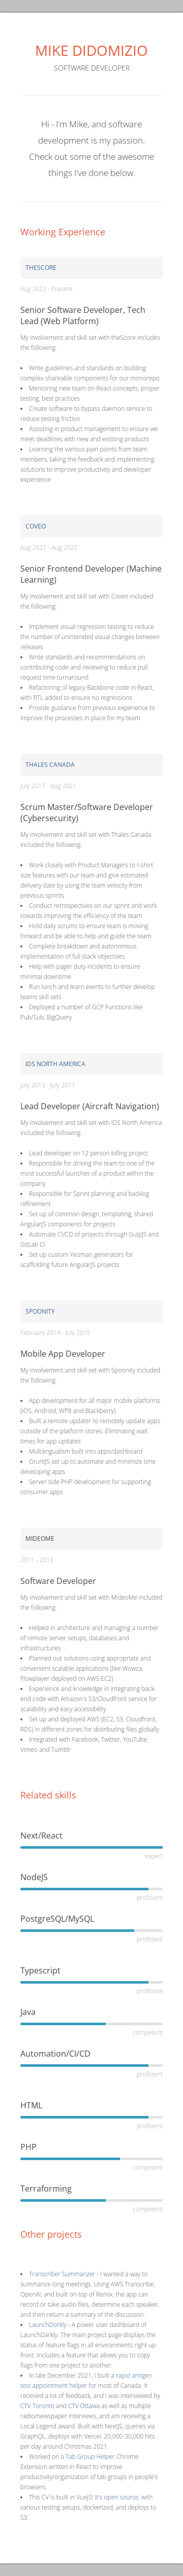 MIKE DIDOMIZIO
SOFTWARE DEVELOPER
Hi - I'm Mike, and software
development is my passion.
Check out some of the awesome
things I've done below.
Working Experience
THESCORE
Aug 2022 - Present
Senior Software Developer, Tech
Lead (Web Platform)
My involvement and skill set with theScore includes
the following:
• Write guidelines and standards on building
complex shareable components for our monorepo
• Mentoring new team on React concepts, proper
testing, best practices
• Create software to bypass daemon service to
reduce testing friction
• Assisting in product management to ensure we
meet deadlines with new and existing products
• Learning the various pain points from team
members, taking the feedback and implementing
solutions to improve productivity and developer
experience
COVEO
Aug 2021 - Aug 2022
Senior Frontend Developer (Machine
Learning)
My involvement and skill set with Coveo included
the following:
• Implement visual regression testing to reduce
the number of unintended visual changes between
releases
• Write standards and recommendations on
contributing code and reviewing to reduce pull
request time turnaround
• Refactoring of legacy Backbone code in React,
with RTL added to ensure no regressions
• Provide guidance from previous experience to
improve the processes in place for my team
THALES CANADA
July 2017 - Aug 2021
Scrum Master/Software Developer
(Cybersecurity)
My involvement and skill set with Thales Canada
included the following:
• Work closely with Product Managers to t-shirt
size features with our team and give estimated
delivery date by using the team velocity from
previous sprints
• Conduct retrospectives on our sprint and work
towards improving the efficiency of the team
• Hold daily scrums to ensure team is moving
forward and be able to help and guide the team
• Complete breakdown and autonomous
implementation of full stack objectives
• Help with pager duty incidents to ensure
minimal downtime
• Run lunch and learn events to further develop
teams skill sets
• Deployed a number of GCP Functions like
Pub/Sub, BigQuery
IDS NORTH AMERICA
July 2015 - July 2017
Lead Developer (Aircraft Navigation)
My involvement and skill set with IDS North America
included the following:
• Lead developer on 12 person billing project
• Responsible for driving the team to one of the
most successful launches of a product within the
company
• Responsible for Sprint planning and backlog
refinement
• Set up of common design, templating, shared
AngularJS components for projects
• Automate CI/CD of projects through GulpJS and
GitLab CI
• Set up custom Yeoman generators for
scaffolding future AngularJS projects
SPOONITY
February 2014 - July 2015
Mobile App Developer
My involvement and skill set with Spoonity included
the following:
• App development for all major mobile platforms
(iOS, Android, WP8 and Blackberry)
• Built a remote updater to remotely update apps
outside of the platform stores. Eliminating wait
times for app updates
• Multilingualism built into apps/dashboard
• GruntJS set up to automate and minimize time
developing apps
• Server side PHP development for supporting
consumer apps
MIDEOME
2011 - 2013
Software Developer
My involvement and skill set with MideoMe included
the following:
• Helped in architecture and managing a number
of remote server setups, databases and
infrastructures
• Planned out solutions using appropriate and
convenient scalable applications (like Wowza,
Flowplayer deployed on AWS EC2)
• Experience and knowledge in integrating back-
end code with Amazon's S3/Cloudfront service for
scalability and easy accessibility
• Set up and deployed AWS (EC2, S3, Cloudfront,
RDS) in different zones for distributing files globally
• Integrated with Facebook, Twitter, YouTube,
Vimeo and Tumblr
Related skills
Next/React
expert
NodeJS
proficient
PostgreSQL/MySQL
proficient
Typescript
proficient
Java
competent
Automation/CI/CD
proficient
HTML
proficient
PHP
competent
Terraforming
competent
Other projects
• Transcriber Summarizer - I wanted a way to
summarize long meetings. Using AWS Transcribe,
OpenAI, and built on top of Remix, the app can
record or take audio files, determine each speaker,
and then return a summary of the discussion.
• LaunchDorkly - A power user dashboard of
LaunchDarkly. The main project page displays the
status of feature flags in all environments right up
front. Includes a feature that allows you to copy
flags from one project to another.
• In late December 2021, I built a rapid antigen
test appointment helper for most of Canada. It
received a lot of feedback, and I was interviewed by
CTV Toronto and CTV Ottawa as well as multiple
radio/newspaper interviews, and am receiving a
Local Legend award. Built with NextJS, queries via
GraphQL, deploys with Vercel. 20,000-30,000 hits
per day around Christmas 2021.
• Worked on a Tab Group Helper Chrome
Extension written in React to improve
productivity/organization of tab groups in people's
browsers.
• This CV is built in VueJS! It's open source, with
various testing setups, dockerized, and deploys to
S3.